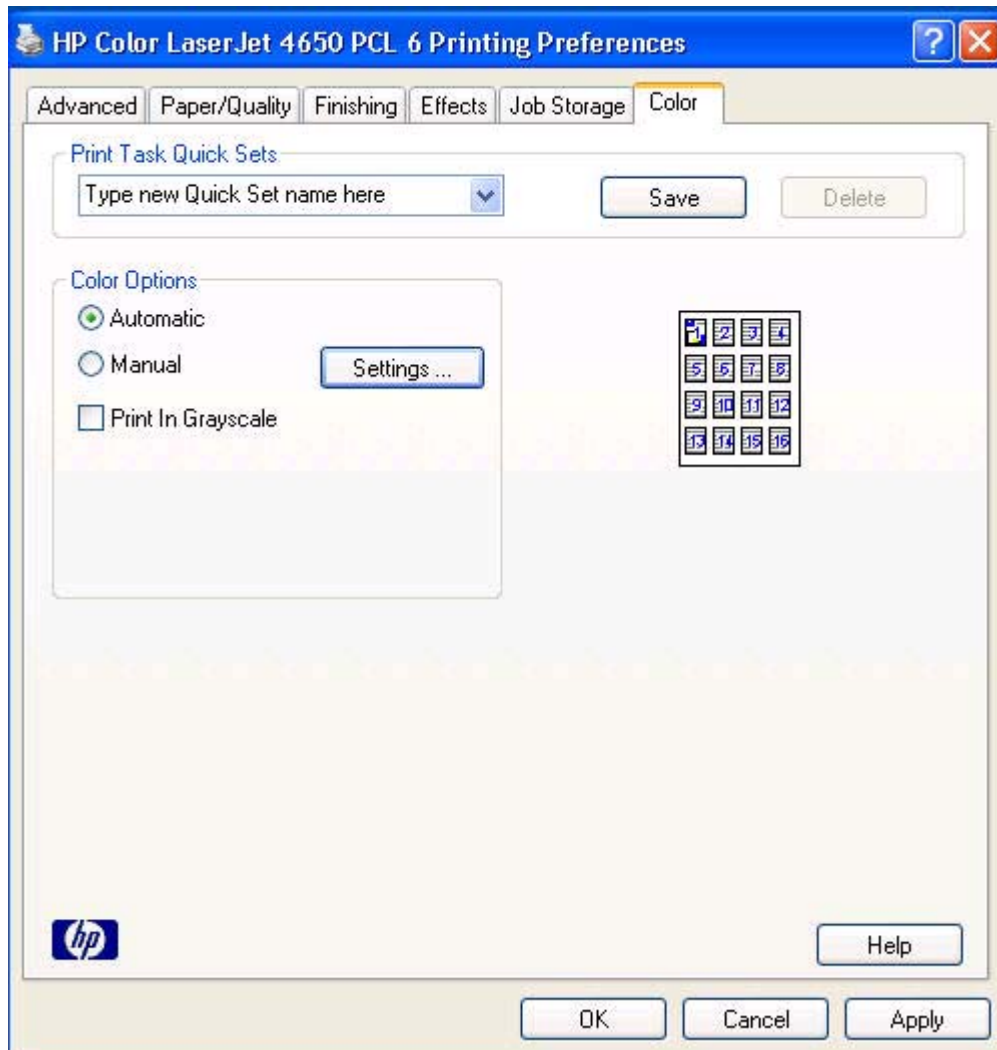 HP Color LaserJet 4650 PCL 6 Printing Preferences
?
Advanced Paper/Quality Finishing Effects Job Storage Color
Print Task Quick Sets
Type new Quick Set name here Save Delete
Color Options
Automatic
Manual Settings ...
Print In Grayscale
1 2 3 4
5 6 7 8
9 10 11 12
13 14 15 16
hp
Help
OK Cancel Apply